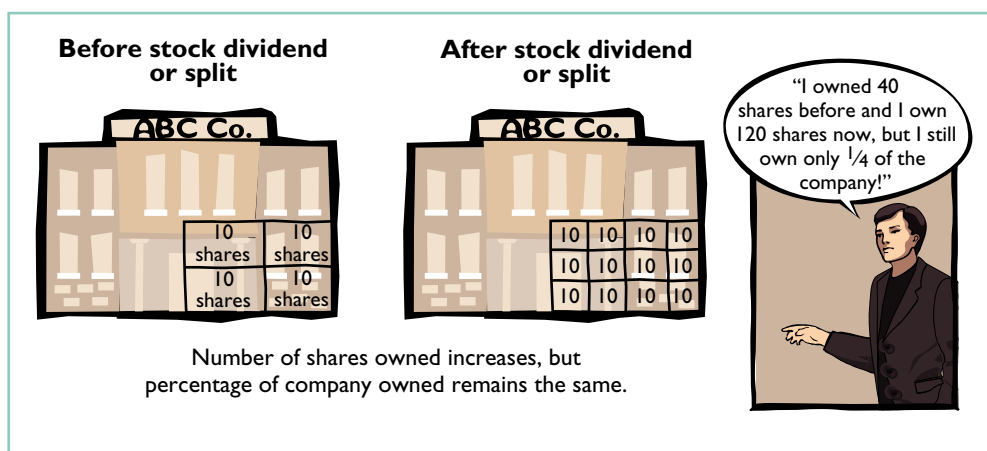 Before stock dividend
or split
ABC Co.
10
shares
10
shares
10
shares
10
shares
After stock dividend
or split
ABC Co.
10 10 10 10
10 10 10 10
10 10 10 10
“I owned 40
shares before and I own
120 shares now, but I still
own only 1/4 of the
company!”
Number of shares owned increases, but
percentage of company owned remains the same.